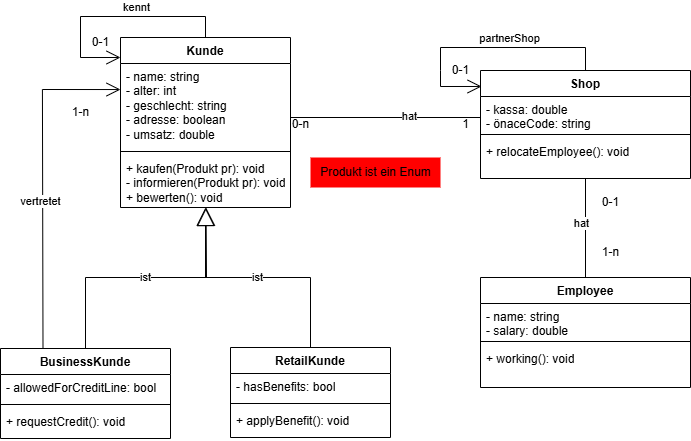 kennt
0-1
Kunde
- name: string
- alter: int
- geschlecht: string
- adresse: boolean
- umsatz: double
+ kaufen(Produkt pr): void
- informieren(Produkt pr): void
+ bewerten(): void
1-n
vertretet
0-n
hat
1
partnerShop
0-1
Shop
- kassa: double
- önaceCode: string
+ relocateEmployee(): void
Produkt ist ein Enum
0-1
hat
1-n
Employee
- name: string
- salary: double
+ working(): void
ist
ist
BusinessKunde
- allowedForCreditLine: bool
+ requestCredit(): void
RetailKunde
- hasBenefits: bool
+ applyBenefit(): void